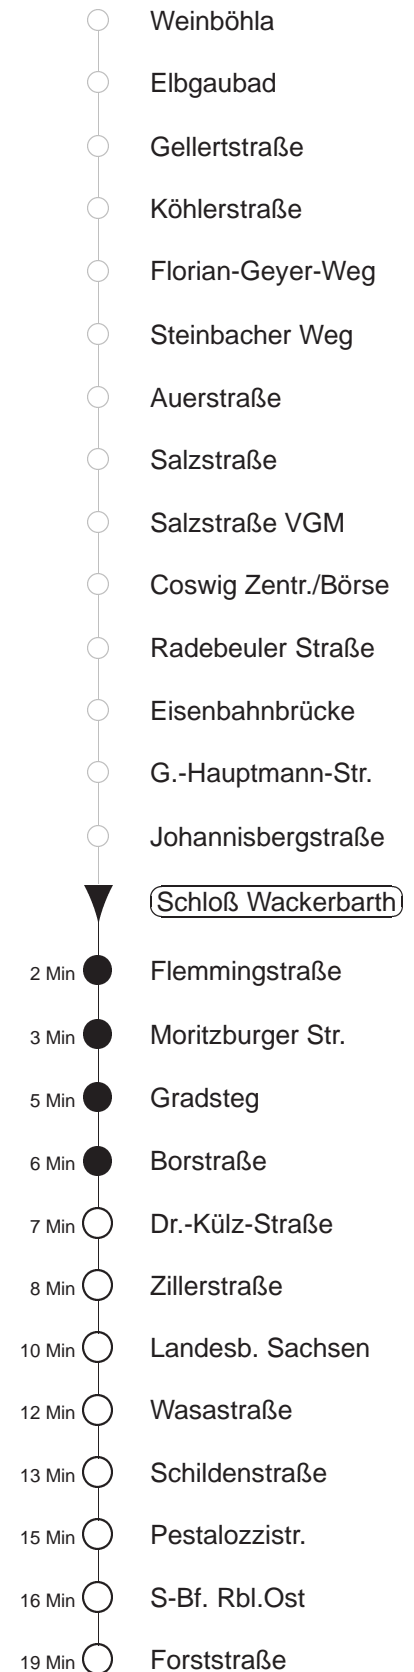 Weinböhla
Elbgaubad
Gellertstraße
Köhlerstraße
Florian-Geyer-Weg
Steinbacher Weg
Auerstraße
Salzstraße
Salzstraße VGM
Coswig Zentr./Börse
Radebeuler Straße
Eisenbahnbrücke
G.-Hauptmann-Str.
Johannisbergstraße
Schloß Wackerbarth
2 Min Flemmingstraße
3 Min Moritzburger Str.
5 Min Gradsteg
6 Min Borstraße
7 Min Dr.-Külz-Straße
8 Min Zillerstraße
10 Min Landesb. Sachsen
12 Min Wasastraße
13 Min Schildenstraße
15 Min Pestalozzistr.
16 Min S-Bf. Rbl.Ost
19 Min Forststraße